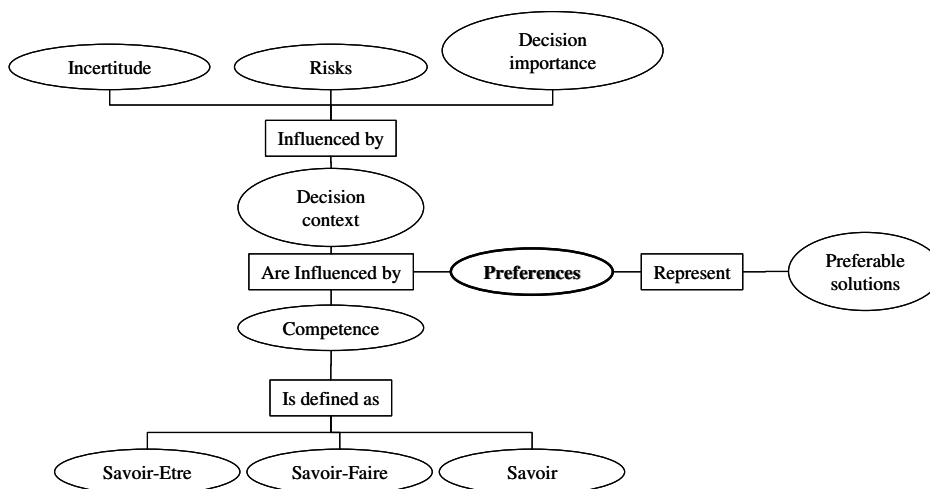 Incertitude
Risks
Decision
importance
Influenced by
Decision
context
Are Influenced by
Preferences
Represent
Preferable
solutions
Competence
Is defined as
Savoir-Etre
Savoir-Faire
Savoir